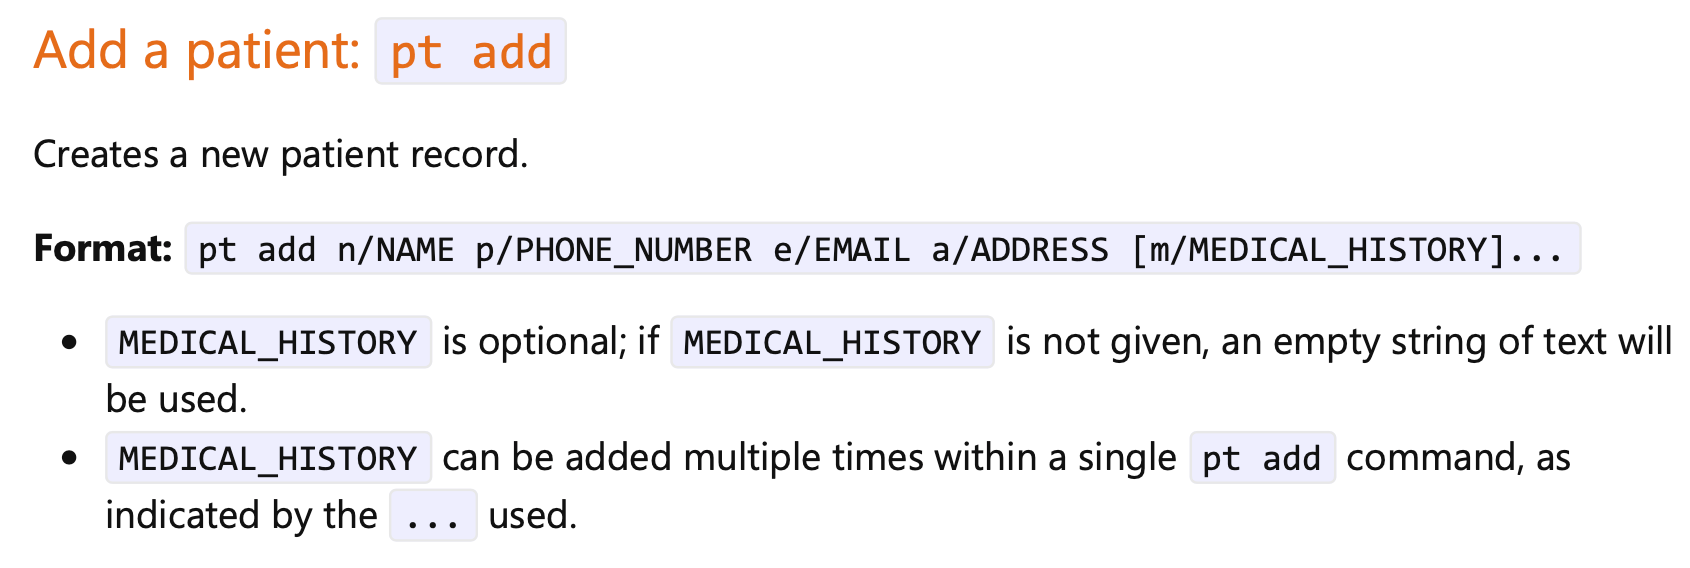 Add a patient: pt add
Creates a new patient record.
Format: pt add n/NAME p/PHONE_NUMBER e/EMAIL a/ADDRESS [m/MEDICAL_HISTORY]...
• MEDICAL_HISTORY is optional; if MEDICAL_HISTORY is not given, an empty string of text will
be used.
• MEDICAL_HISTORY can be added multiple times within a single pt add command, as
indicated by the ... used.